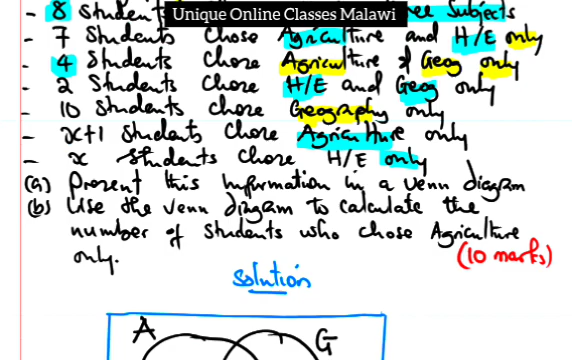 - 8 Students Unique Online Classes Malawi ree Subjects
- 7 Students Chose Agriculture and H/E only
- 4 Students Chose Agricult & Geog only
- 2 Students Chose H/E and Geog only
- 10 Students chose Geography only
- x+1 Students Chose Agriculture only
- x Students Chose H/E only
(a) Present this information in a venn diagram
(b) Use the venn diagram to calculate the
number of students who chose Agriculture
only. (10 marks)
Solution
A G